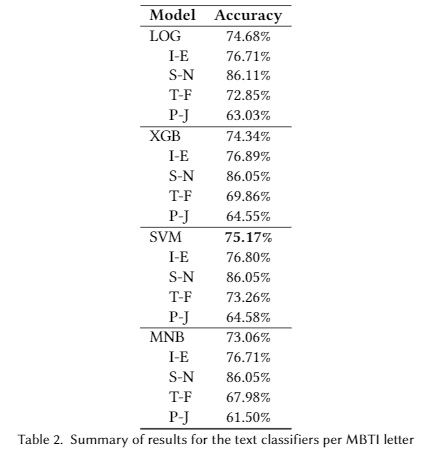 Model Accuracy
LOG 74.68%
I-E 76.71%
S-N 86.11%
T-F 72.85%
P-J 63.03%
XGB 74.34%
I-E 76.89%
S-N 86.05%
T-F 69.86%
P-J 64.55%
SVM 75.17%
I-E 76.80%
S-N 86.05%
T-F 73.26%
P-J 64.58%
MNB 73.06%
I-E 76.71%
S-N 86.05%
T-F 67.98%
P-J 61.50%
Table 2. Summary of results for the text classifiers per MBTI letter